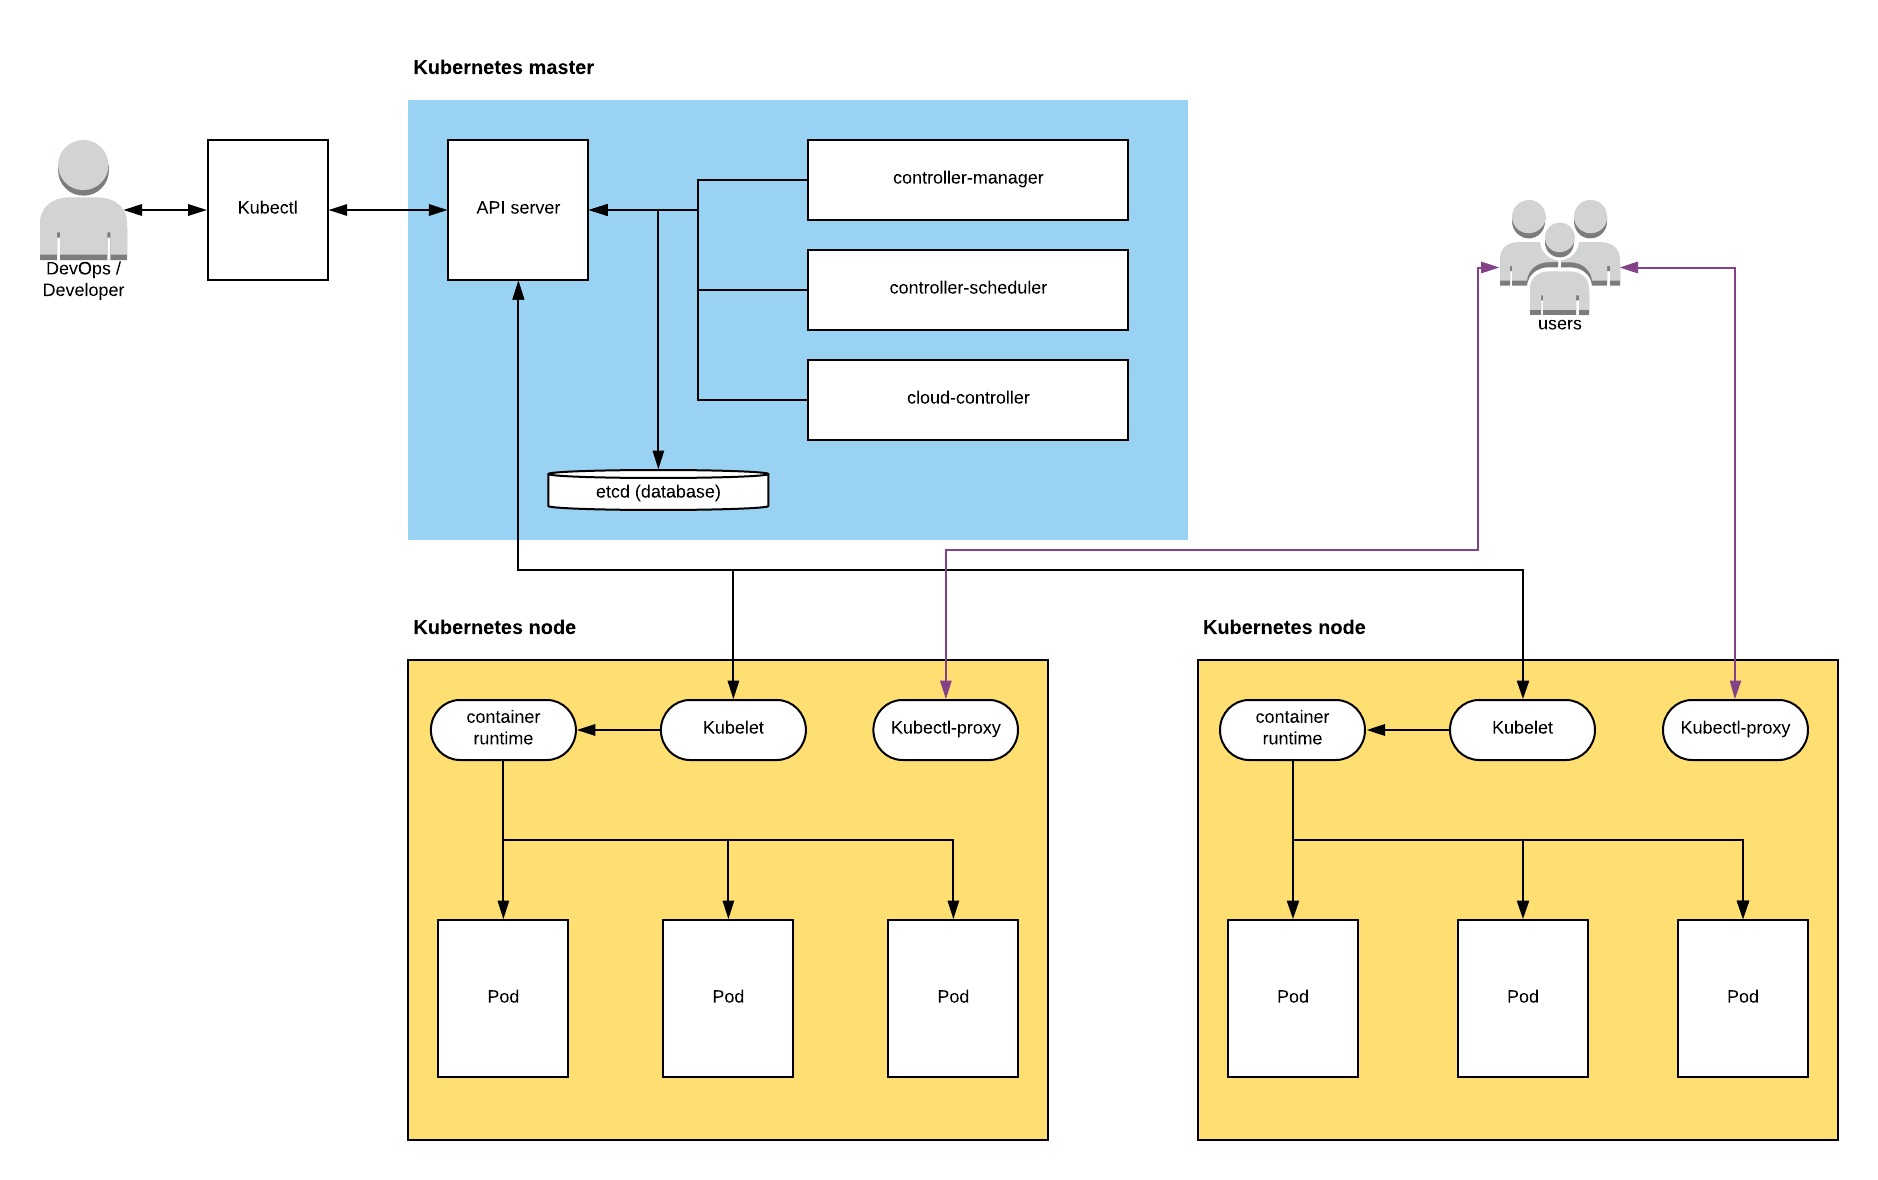 Kubernetes master
DevOps /
Developer
Kubectl
API server
controller-manager
controller-scheduler
cloud-controller
etcd (database)
users
Kubernetes node
container
runtime
Kubelet
Kubectl-proxy
Pod
Pod
Pod
Kubernetes node
container
runtime
Kubelet
Kubectl-proxy
Pod
Pod
Pod